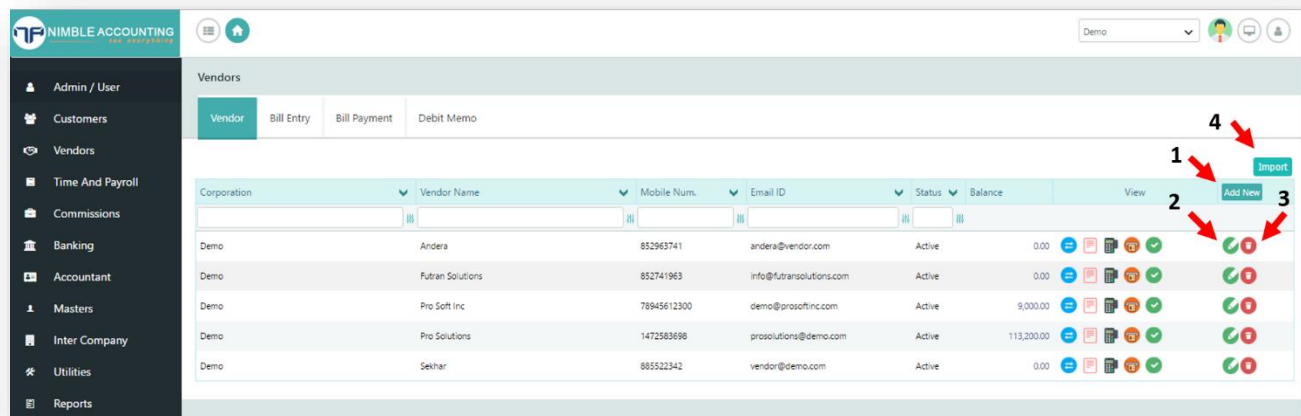 NIMBLE ACCOUNTING
see everything
Demo
Admin / User
Customers
Vendors
Time And Payroll
Commissions
Banking
Accountant
Masters
Inter Company
Utilities
Reports
Vendors
Vendor Bill Entry Bill Payment Debit Memo
4
Import
1
Corporation Vendor Name Mobile Num. Email ID Status Balance View Add New
2 3
Demo Andera 852963741 andera@vendor.com Active 0.00
Demo Futran Solutions 852741963 info@futransolutions.com Active 0.00
Demo Pro Soft Inc 78945612300 demo@prosoftinc.com Active 9,000.00
Demo Pro Solutions 1472583698 prosolutions@demo.com Active 113,200.00
Demo Sekhar 885522342 vendor@demo.com Active 0.00